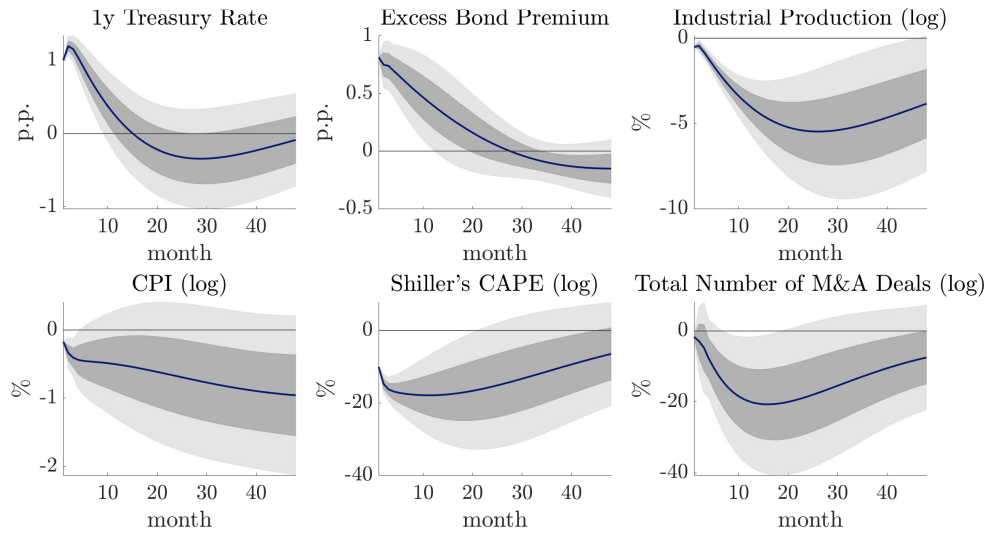 1y Treasury Rate
Excess Bond Premium
Industrial Production (log)
p.p.
1
0
-1
10 20 30 40
month
p.p.
1
0.5
0
-0.5
10 20 30 40
month
%
0
-5
-10
10 20 30 40
month
CPI (log)
Shiller's CAPE (log)
Total Number of M&A Deals (log)
%
0
-1
-2
10 20 30 40
month
%
0
-20
-40
10 20 30 40
month
%
0
-20
-40
10 20 30 40
month